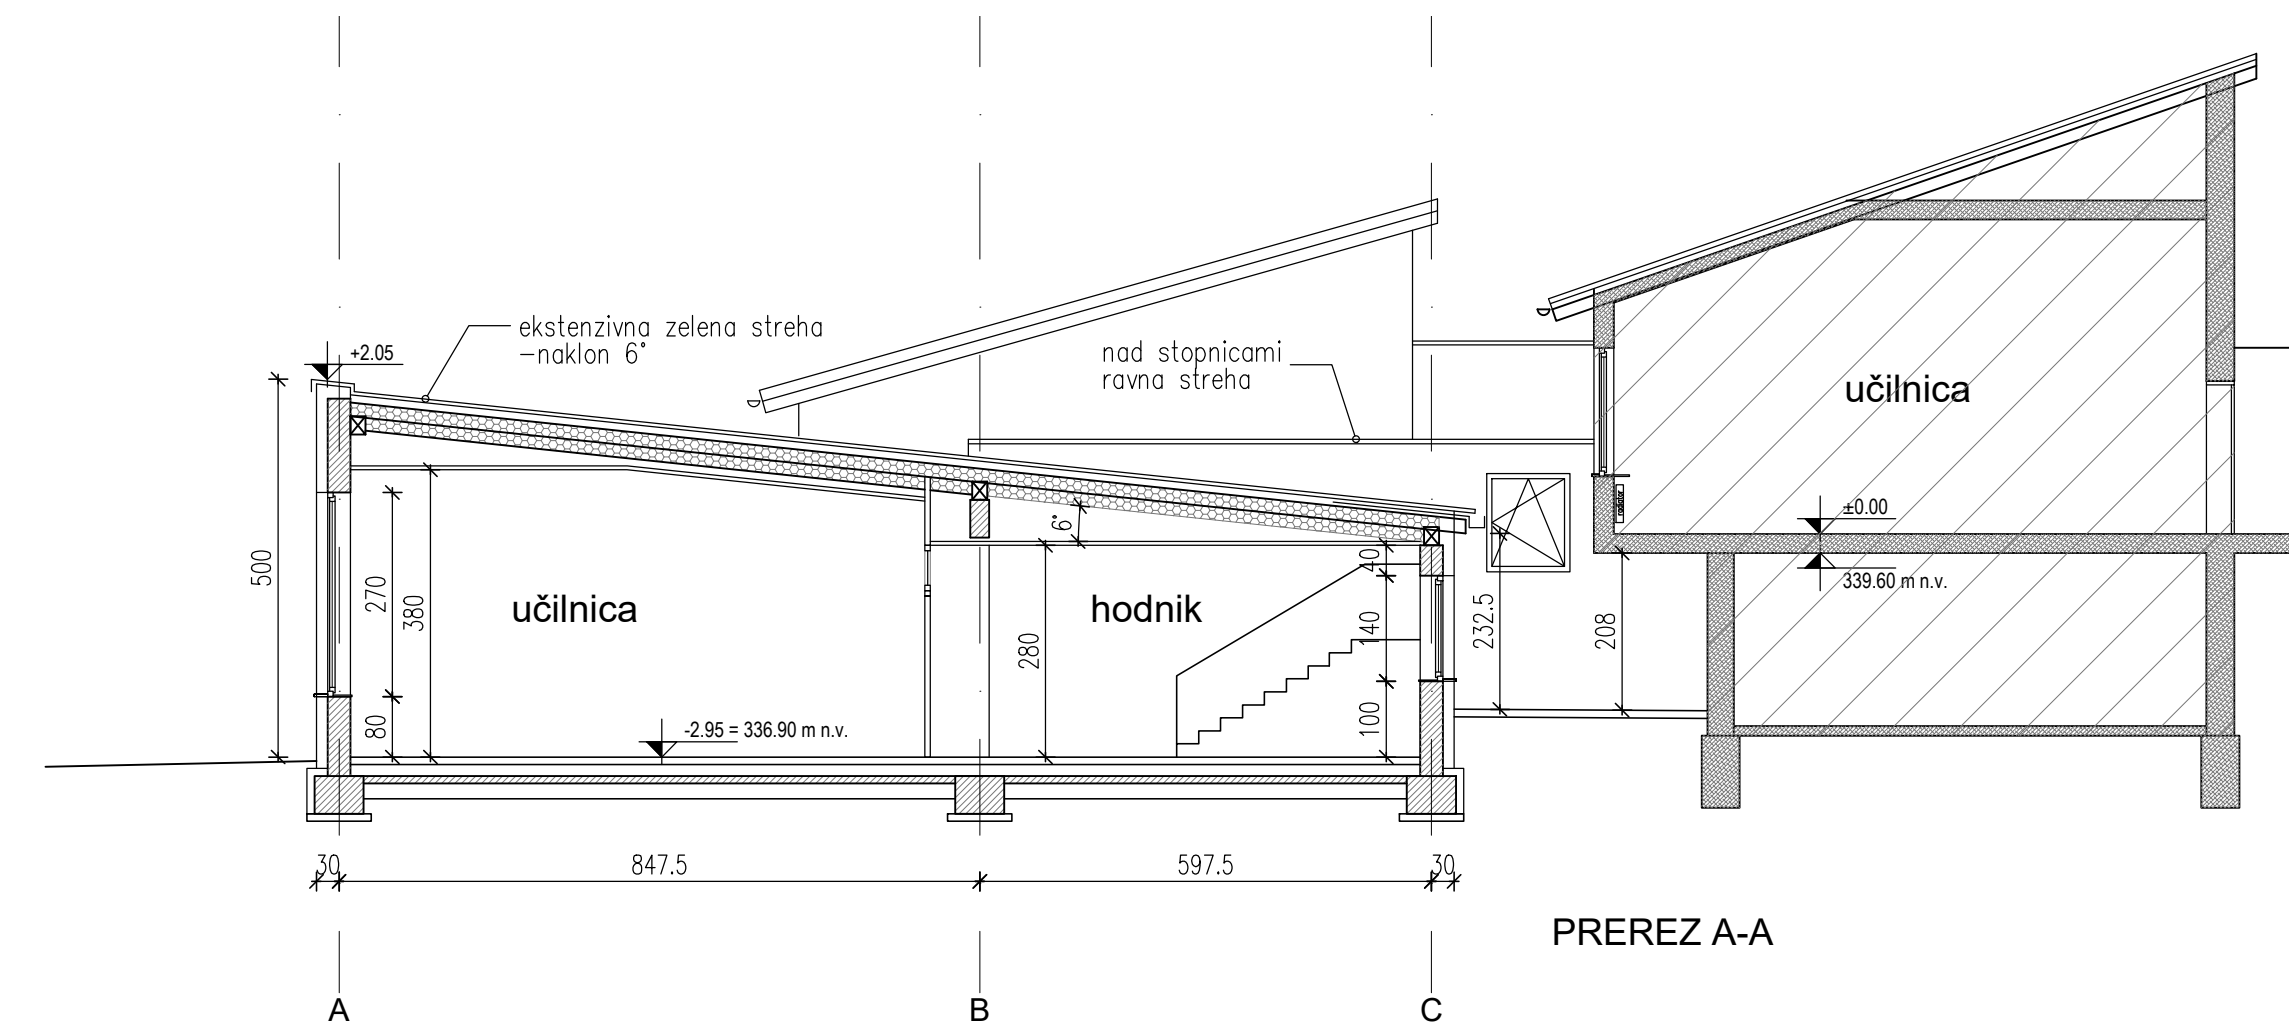 ekstenzivna zelena streha
-naklon 6°
+2.05
nad stopnicami
ravna streha
učilnica
±0.00
339.60 m n.v.
radiator
6°
500
270
380
80
učilnica
hodnik
280
40
140
100
232.5
208
-2.95 = 336.90 m n.v.
30
847.5
597.5
30
PREREZ A-A
A
B
C